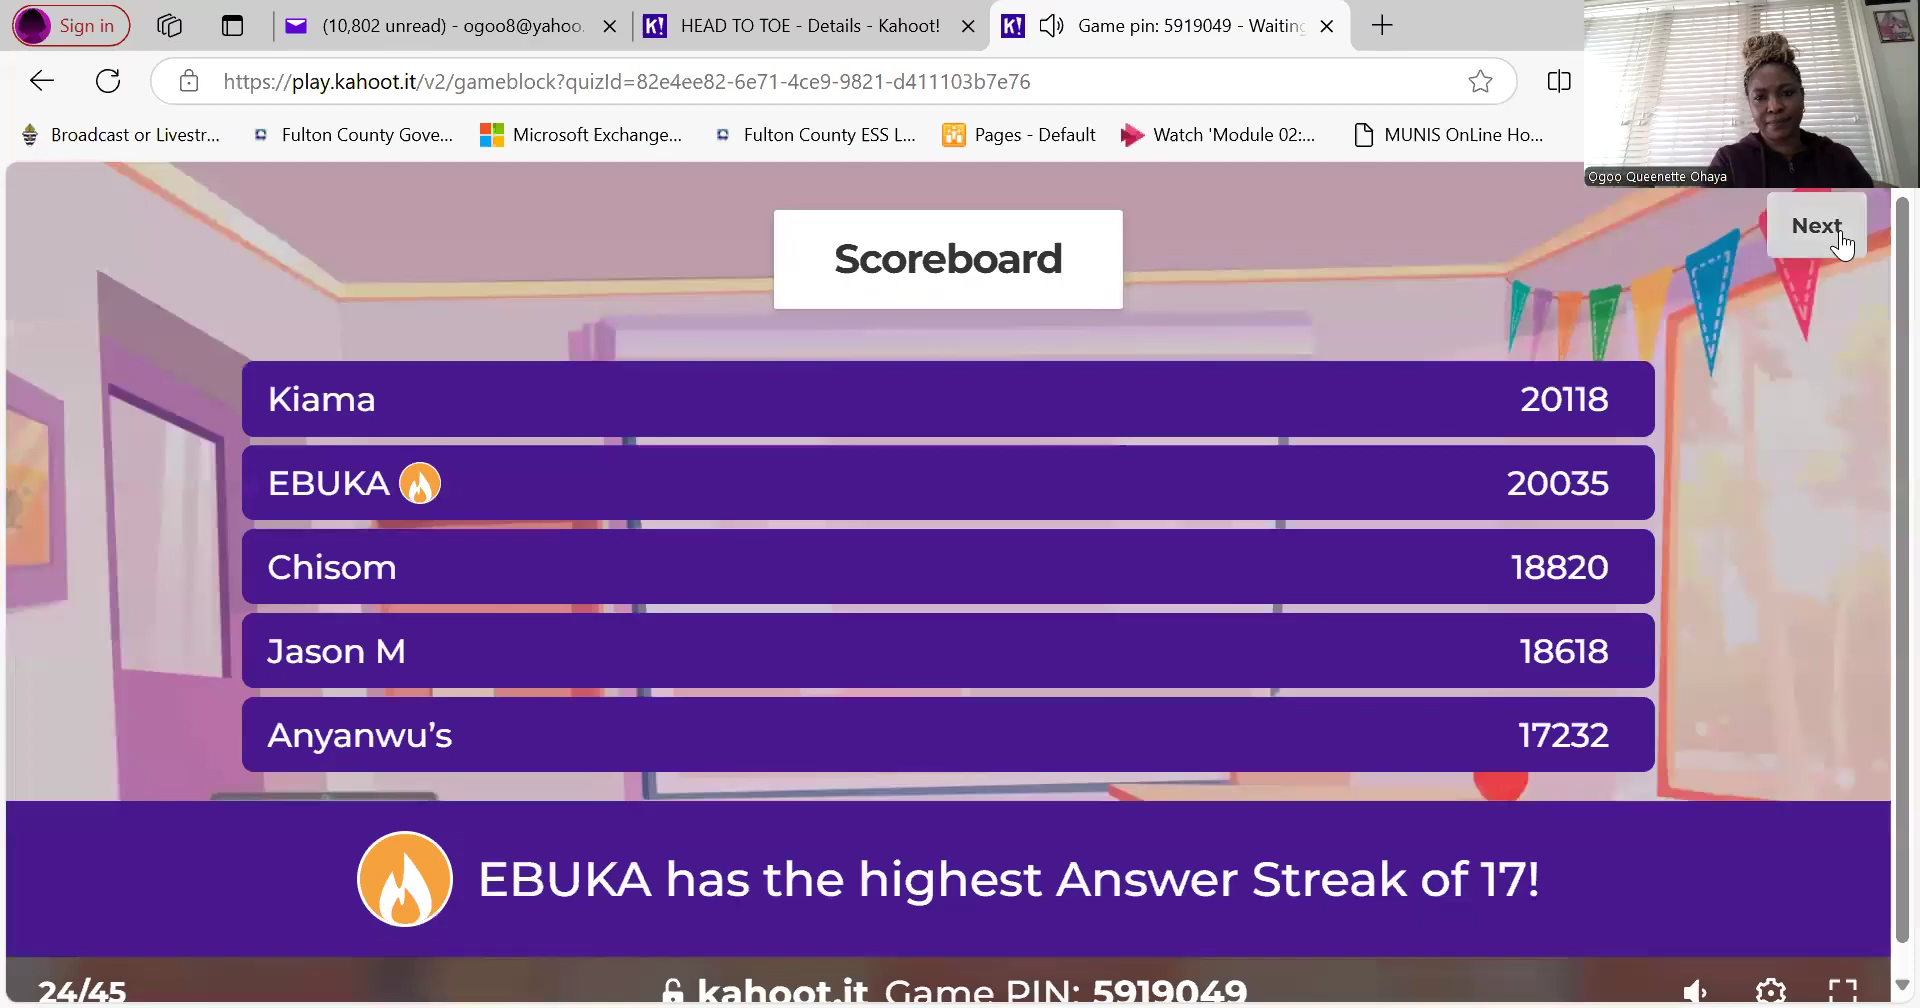 Sign in
(10,802 unread) - ogoo8@yahoo.
HEAD TO TOE - Details - Kahoot!
Game pin: 5919049 - Waiting
https://play.kahoot.it/v2/gameblock?quizId=82e4ee82-6e71-4ce9-9821-d411103b7e76
Broadcast or Livestr...
Fulton County Gove...
Microsoft Exchange...
Fulton County ESS L...
Pages - Default
Watch 'Module 02:...
MUNIS OnLine Ho...
Ogoo Queenette Ohaya
Next
Scoreboard
Kiama 20118
EBUKA 20035
Chisom 18820
Jason M 18618
Anyanwu's 17232
EBUKA has the highest Answer Streak of 17!
24/45
kahoot.it Game PIN: 5919049